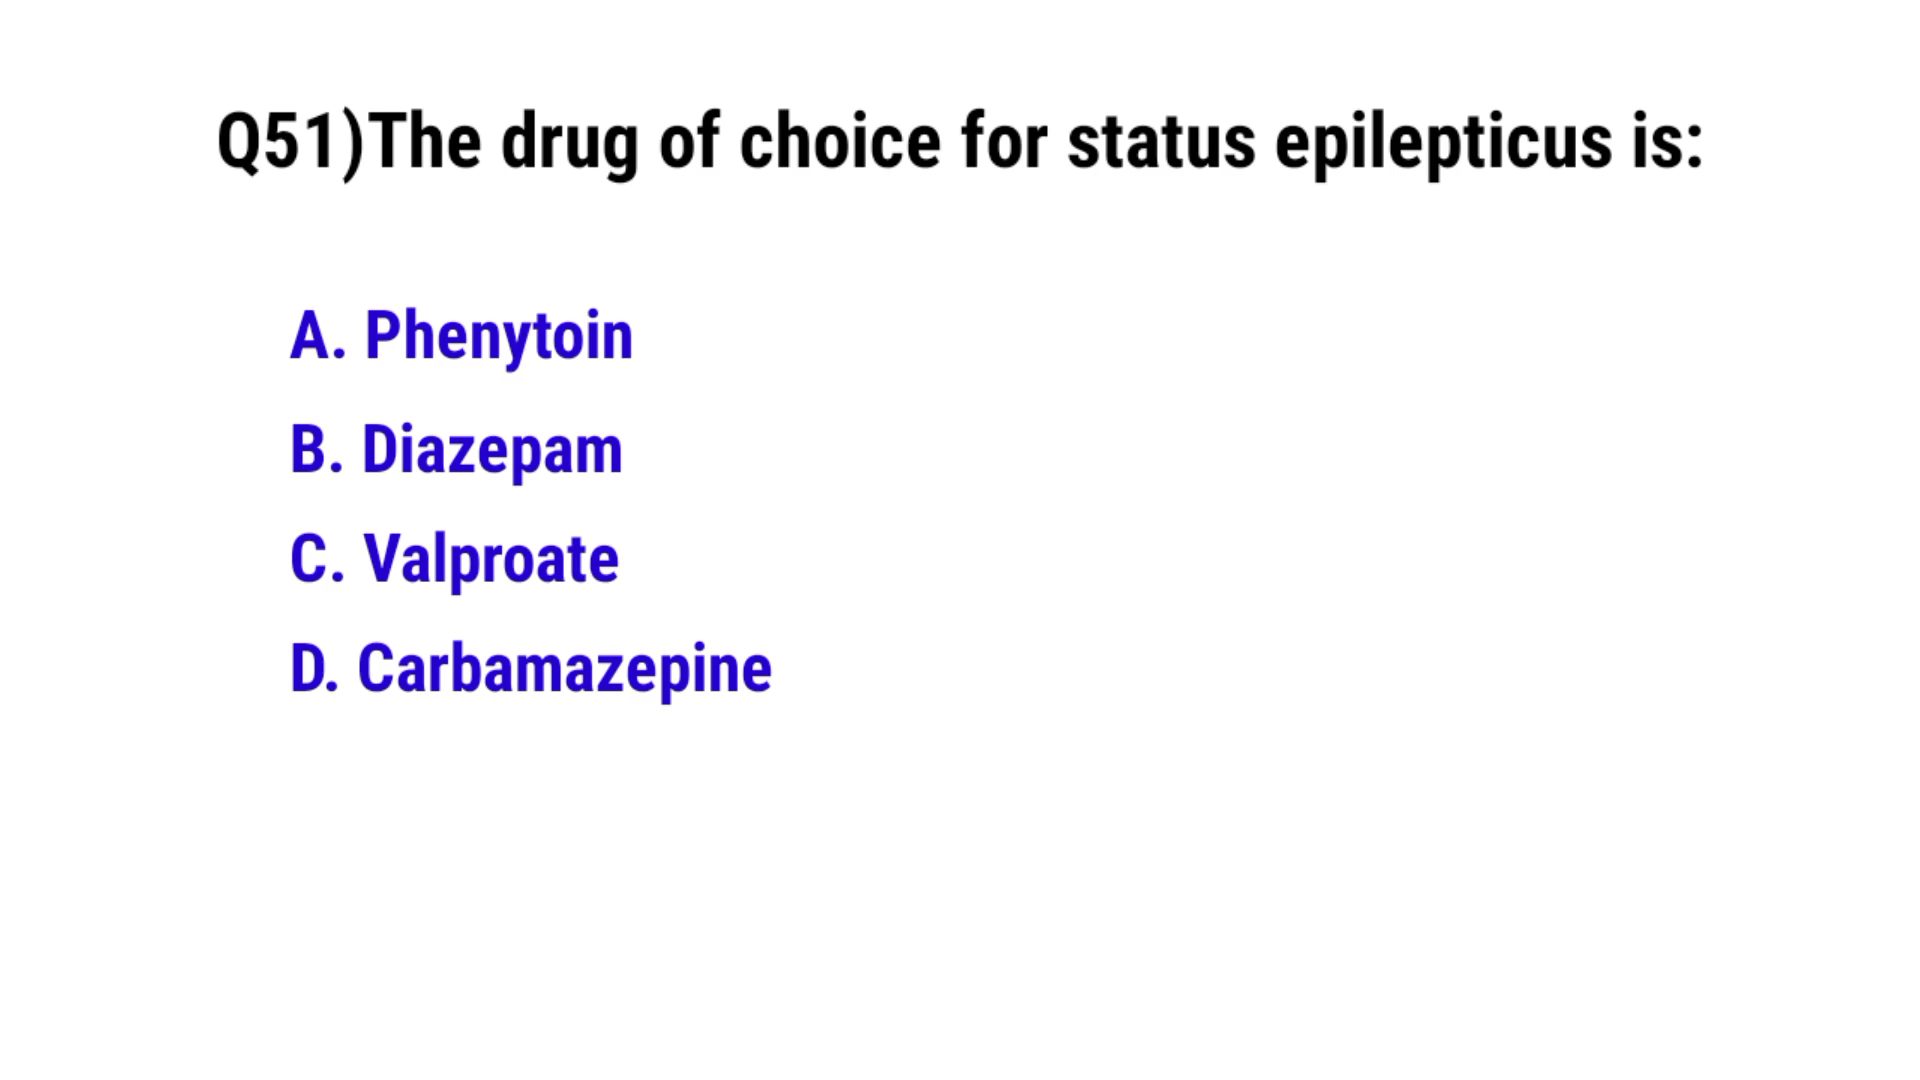 Q51)The drug of choice for status epilepticus is:
A. Phenytoin
B. Diazepam
C. Valproate
D. Carbamazepine